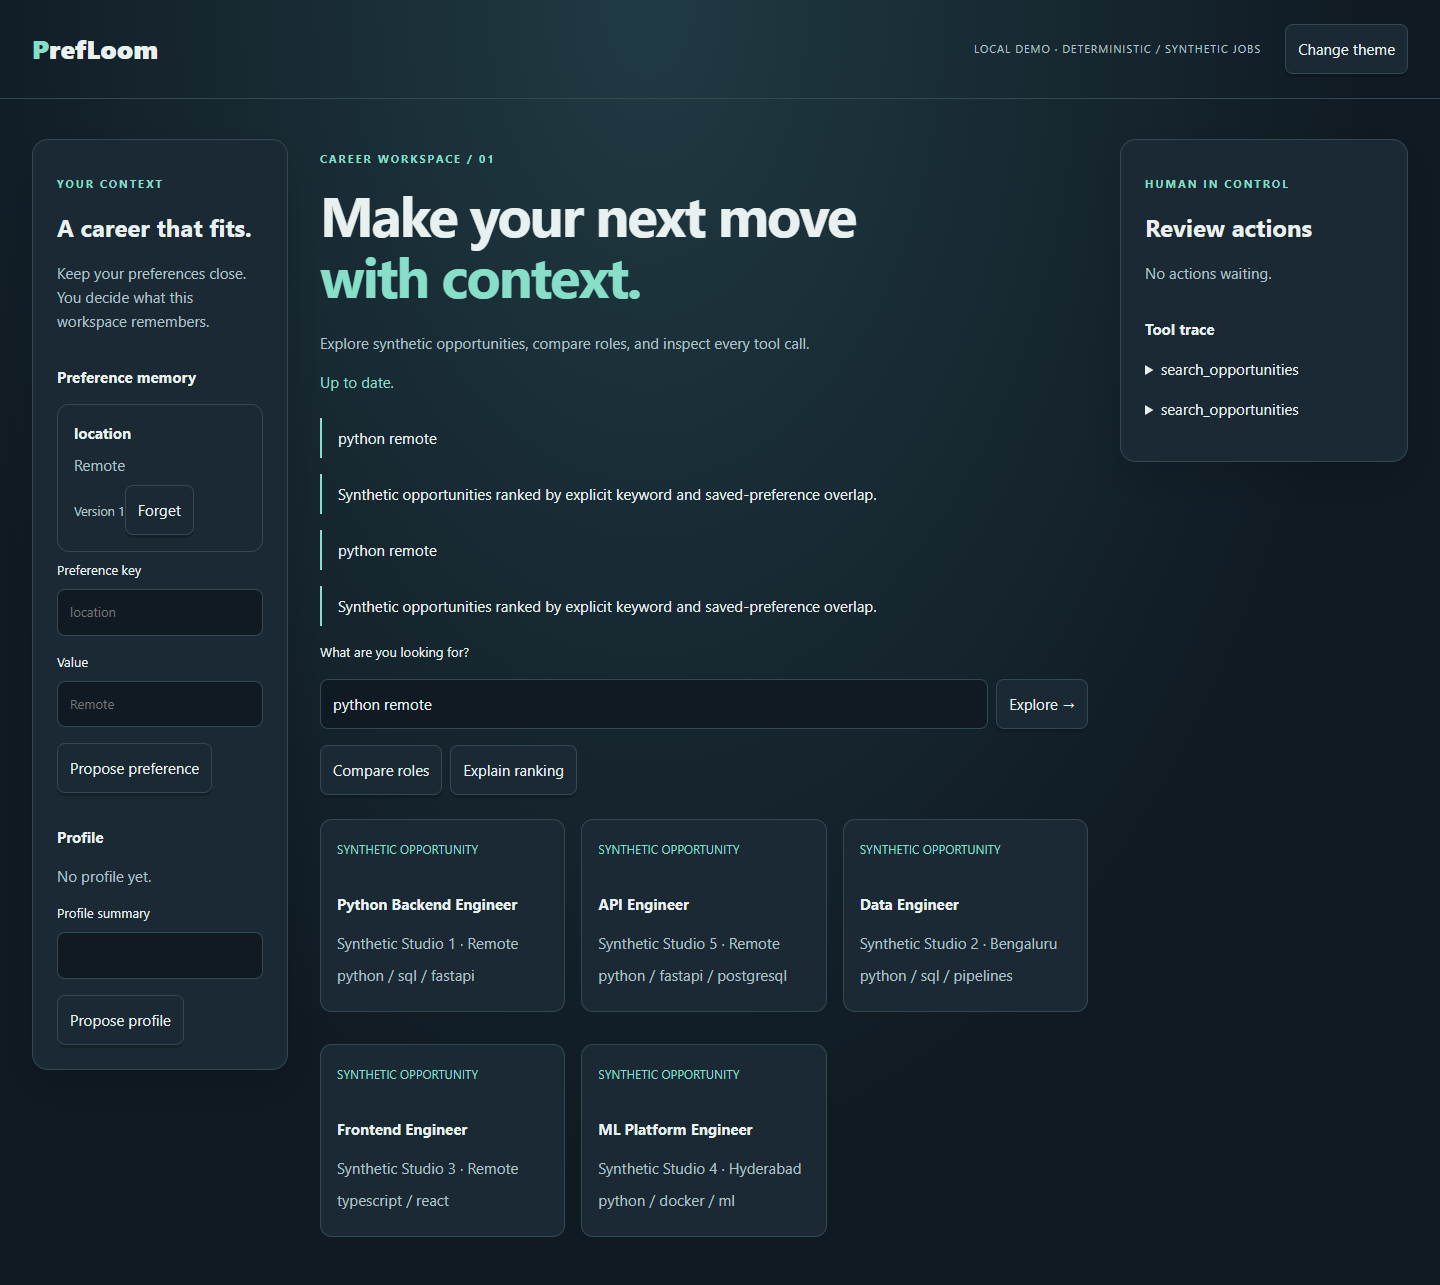 PrefLoom
LOCAL DEMO · DETERMINISTIC / SYNTHETIC JOBS
Change theme
YOUR CONTEXT
A career that fits.
Keep your preferences close.
You decide what this
workspace remembers.
Preference memory
location
Remote
Version 1
Forget
Preference key
location
Value
Remote
Propose preference
Profile
No profile yet.
Profile summary
Propose profile
CAREER WORKSPACE / 01
Make your next move
with context.
Explore synthetic opportunities, compare roles, and inspect every tool call.
Up to date.
python remote
Synthetic opportunities ranked by explicit keyword and saved-preference overlap.
python remote
Synthetic opportunities ranked by explicit keyword and saved-preference overlap.
What are you looking for?
python remote
Explore →
Compare roles
Explain ranking
SYNTHETIC OPPORTUNITY
Python Backend Engineer
Synthetic Studio 1 · Remote
python / sql / fastapi
SYNTHETIC OPPORTUNITY
API Engineer
Synthetic Studio 5 · Remote
python / fastapi / postgresql
SYNTHETIC OPPORTUNITY
Data Engineer
Synthetic Studio 2 · Bengaluru
python / sql / pipelines
SYNTHETIC OPPORTUNITY
Frontend Engineer
Synthetic Studio 3 · Remote
typescript / react
SYNTHETIC OPPORTUNITY
ML Platform Engineer
Synthetic Studio 4 · Hyderabad
python / docker / ml
HUMAN IN CONTROL
Review actions
No actions waiting.
Tool trace
▶ search_opportunities
▶ search_opportunities